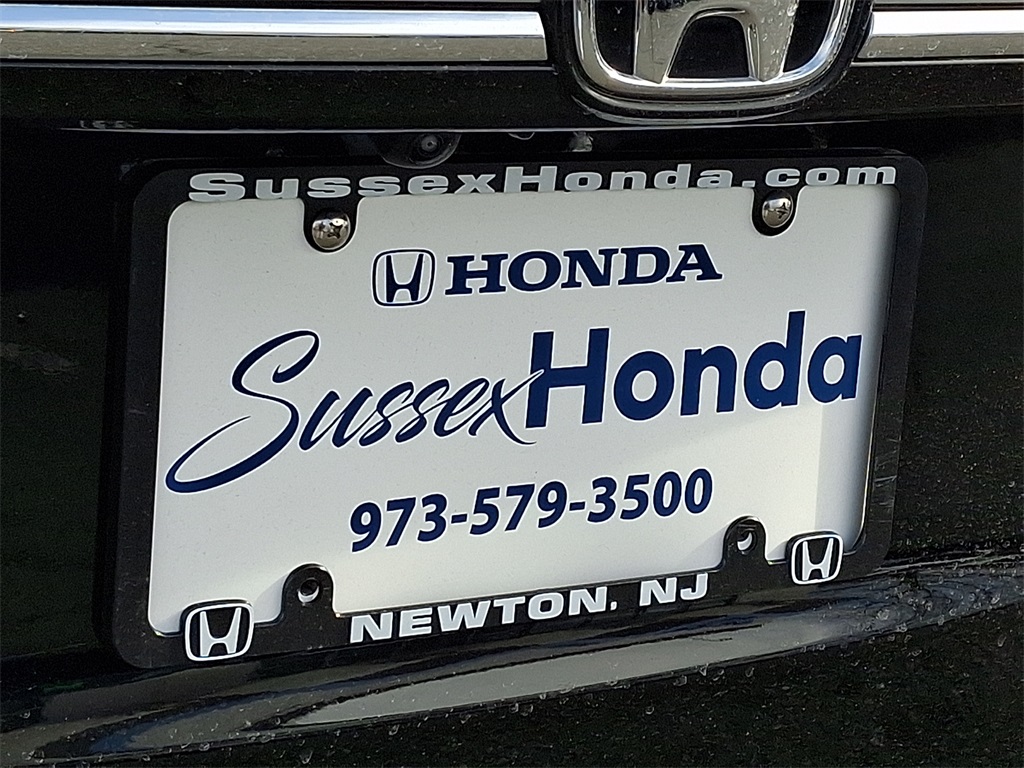 SussexHonda.com
HONDA
SussexHonda
973-579-3500
NEWTON, NJ